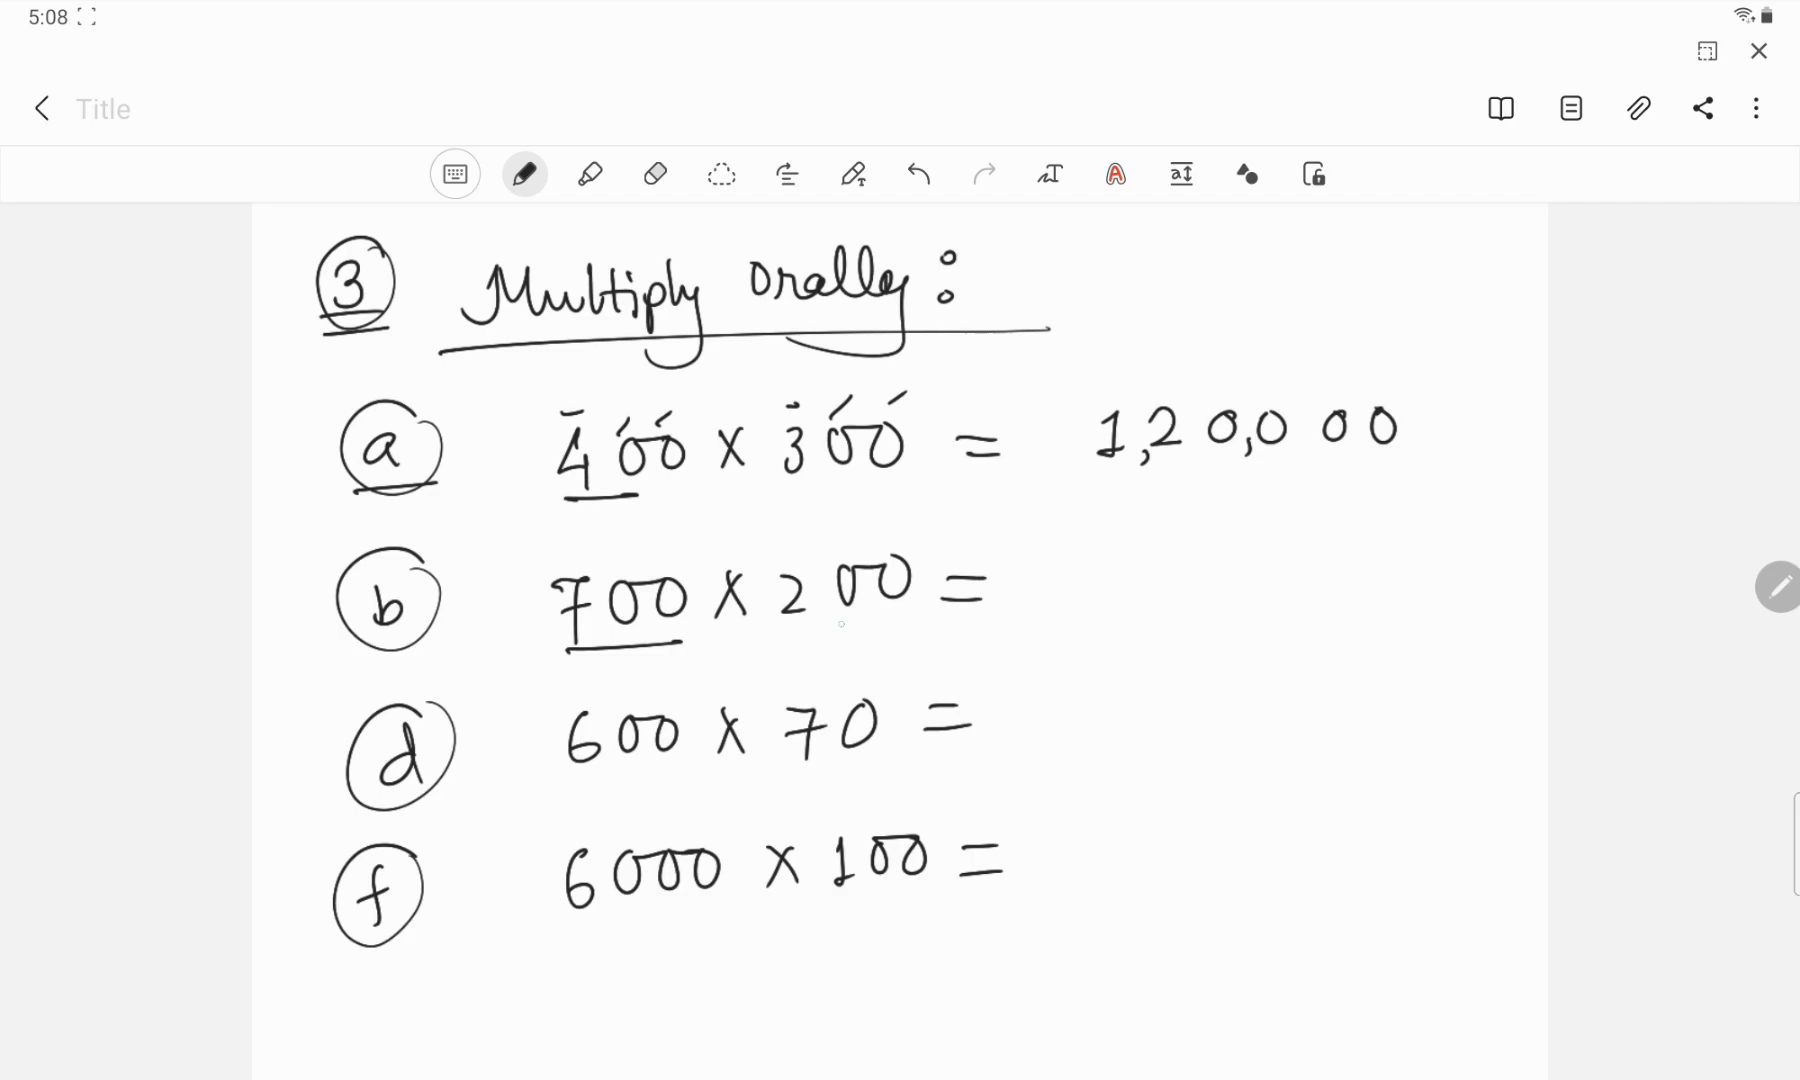 5:08
Title
3 Multiply orally :
a 400 x 300 = 1,20,000
b 700 x 200 =
d 600 x 70 =
f 6000 x 100 =